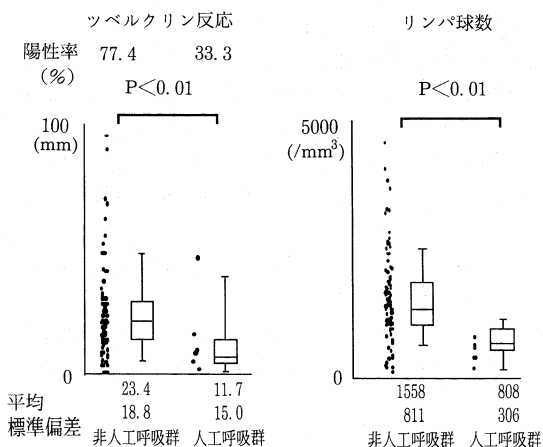 ツベルクリン反応
陽性率 77.4 33.3
(%)
P<0.01
100
(mm)
0
平均 23.4 11.7
標準偏差 18.8 15.0
非人工呼吸群 人工呼吸群
リンパ球数
P<0.01
5000
(/mm³)
0
1558 808
811 306
非人工呼吸群 人工呼吸群